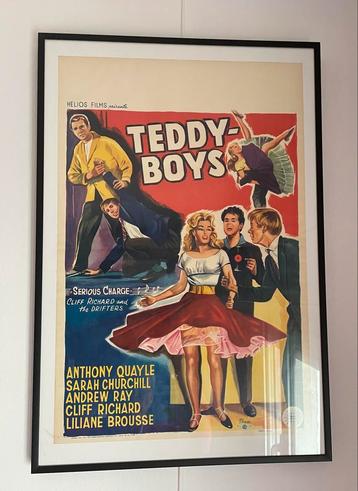 HELIOS FILMS présente
TEDDY-
BOYS
"SERIOUS CHARGE"
CLIFF RICHARD and
the DRIFTERS
ANTHONY QUAYLE
SARAH CHURCHILL
ANDREW RAY
CLIFF RICHARD
LILIANE BROUSSE